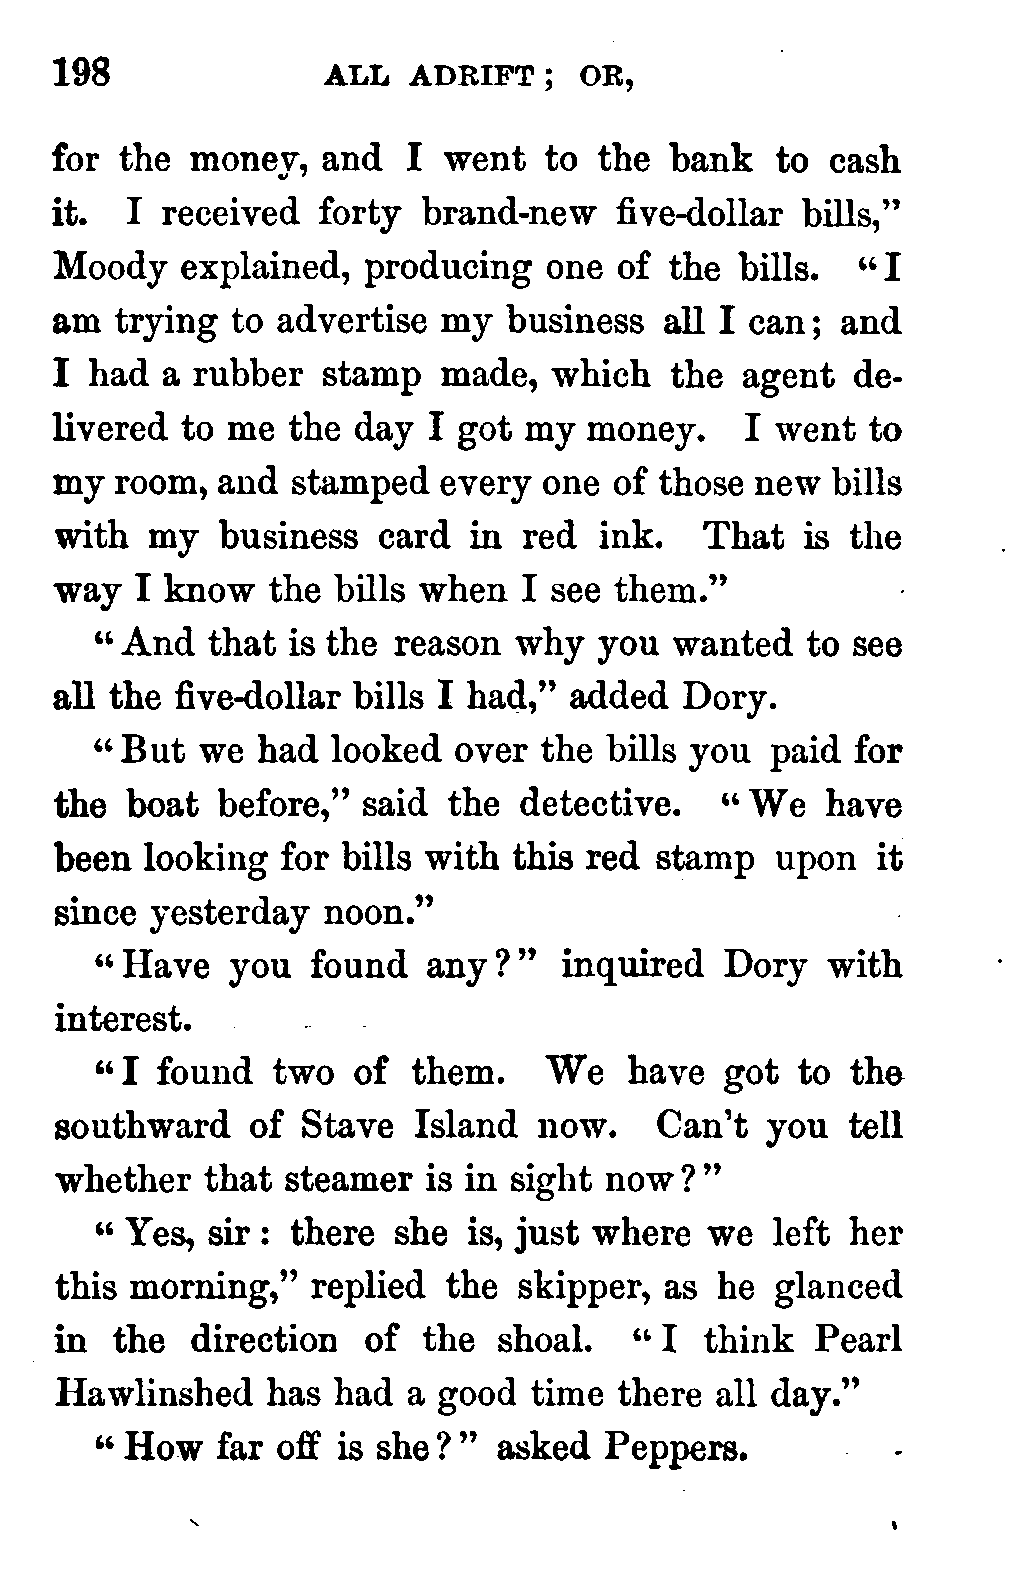 198 ALL ADRIFT; OR,
for the money, and I went to the bank to cash
it. I received forty brand-new five-dollar bills,”
Moody explained, producing one of the bills. “I
am trying to advertise my business all I can; and
I had a rubber stamp made, which the agent de-
livered to me the day I got my money. I went to
my room, and stamped every one of those new bills
with my business card in red ink. That is the
way I know the bills when I see them.”
“And that is the reason why you wanted to see
all the five-dollar bills I had,” added Dory.
“But we had looked over the bills you paid for
the boat before,” said the detective. “We have
been looking for bills with this red stamp upon it
since yesterday noon.”
“Have you found any?” inquired Dory with
interest.
“I found two of them. We have got to the
southward of Stave Island now. Can’t you tell
whether that steamer is in sight now?”
“Yes, sir: there she is, just where we left her
this morning,” replied the skipper, as he glanced
in the direction of the shoal. “I think Pearl
Hawlinshed has had a good time there all day.”
“How far off is she?” asked Peppers.